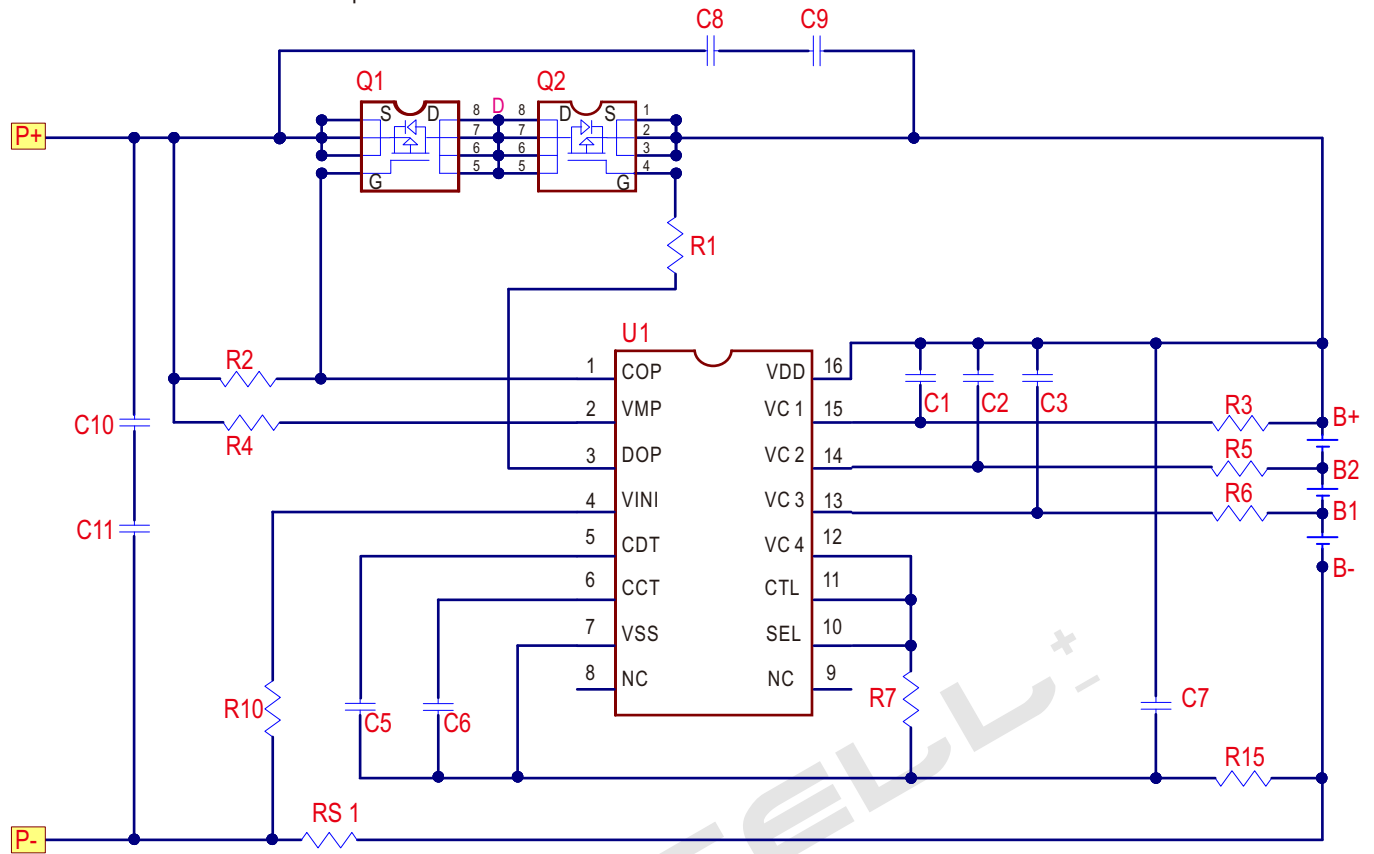 C8 C9
Q1 Q2
P+
S D 8 D 8 D S 1
7 7 2
6 6 3
G 5 5 G 4
R1
U1
R2 1 COP VDD 16
C1 C2 C3
C10 R4 2 VMP VC 1 15 R3 B+
3 DOP VC 2 14 R5 B2
C11 4 VINI VC 3 13 R6 B1
5 CDT VC 4 12 B-
6 CCT CTL 11
7 VSS SEL 10
8 NC NC 9
R10 C5 C6 R7 C7
R15
RS 1
P-
ELL+-